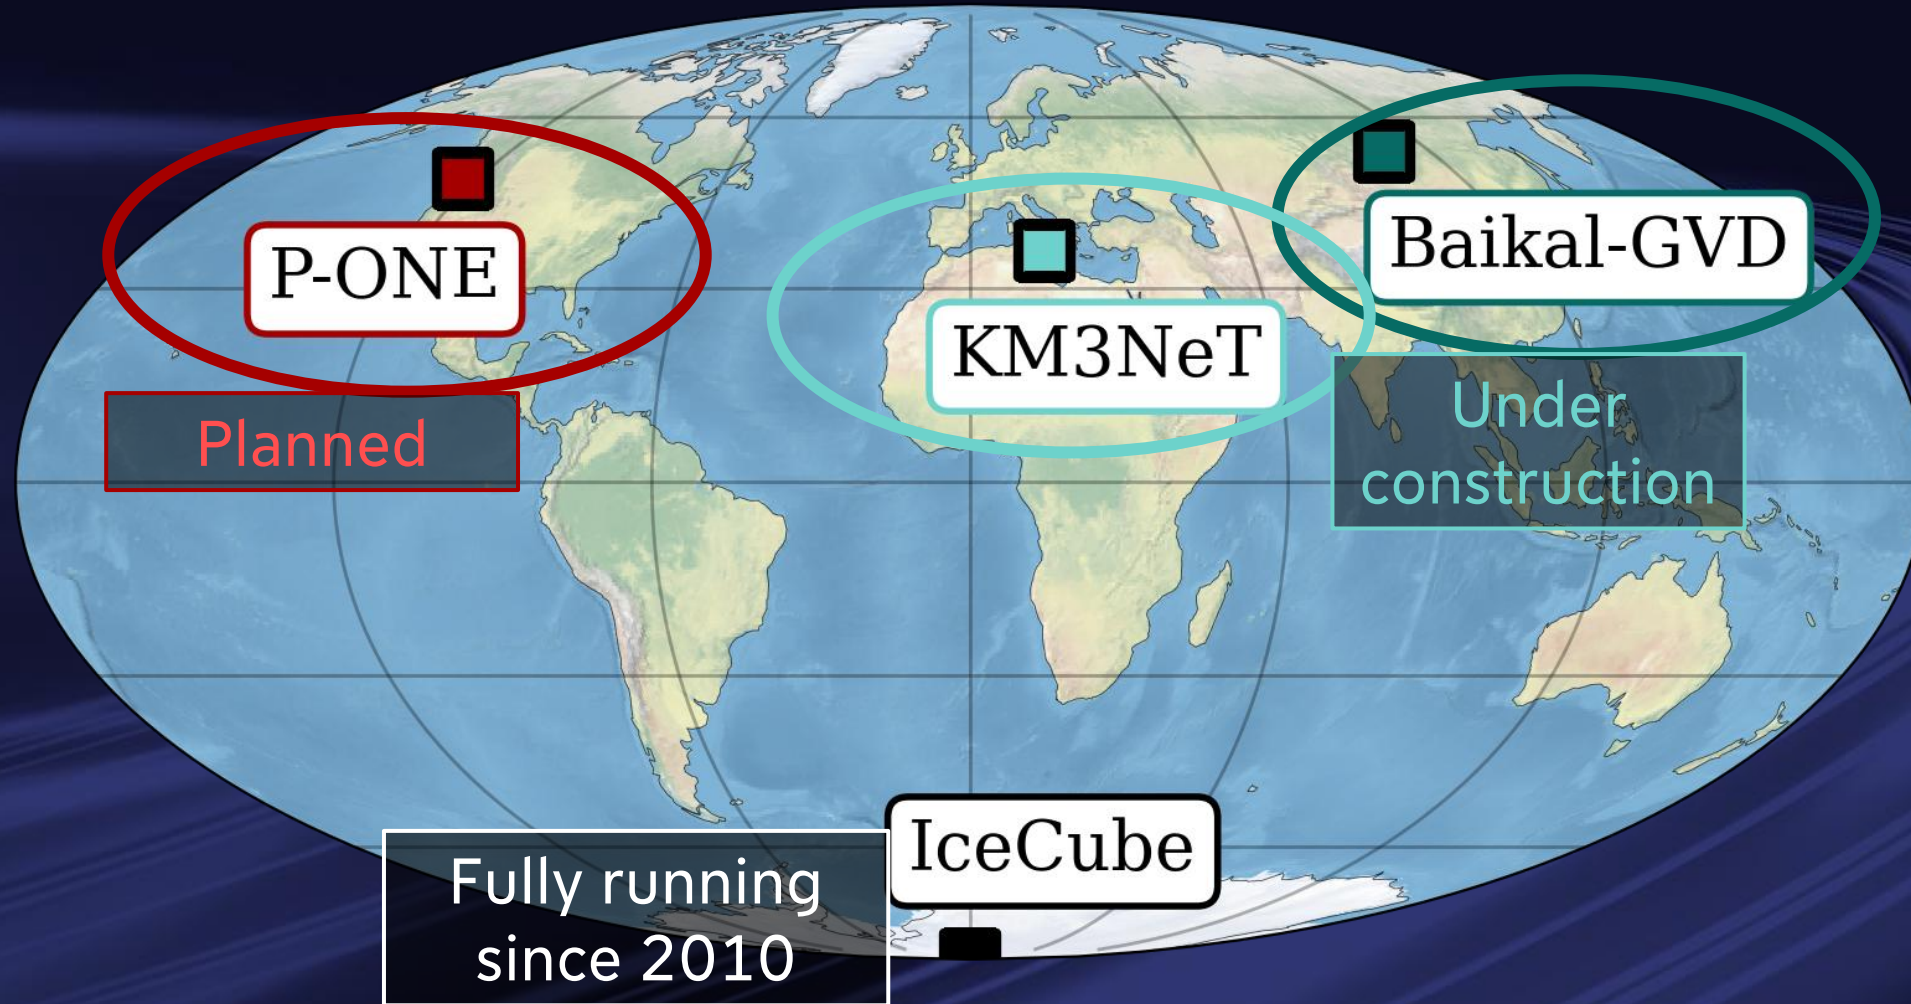 P-ONE
Planned
Baikal-GVD
KM3NeT
Under
construction
IceCube
Fully running
since 2010